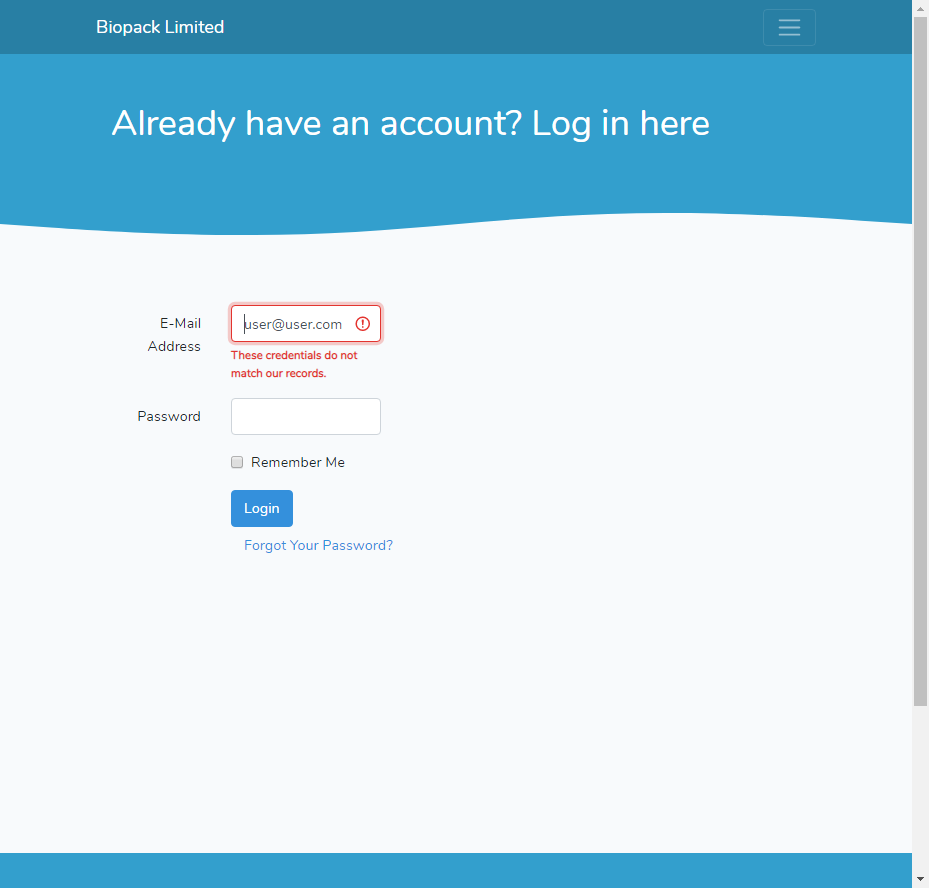 Biopack Limited
Already have an account? Log in here
E-Mail
Address
user@user.com
These credentials do not
match our records.
Password
Remember Me
Login
Forgot Your Password?